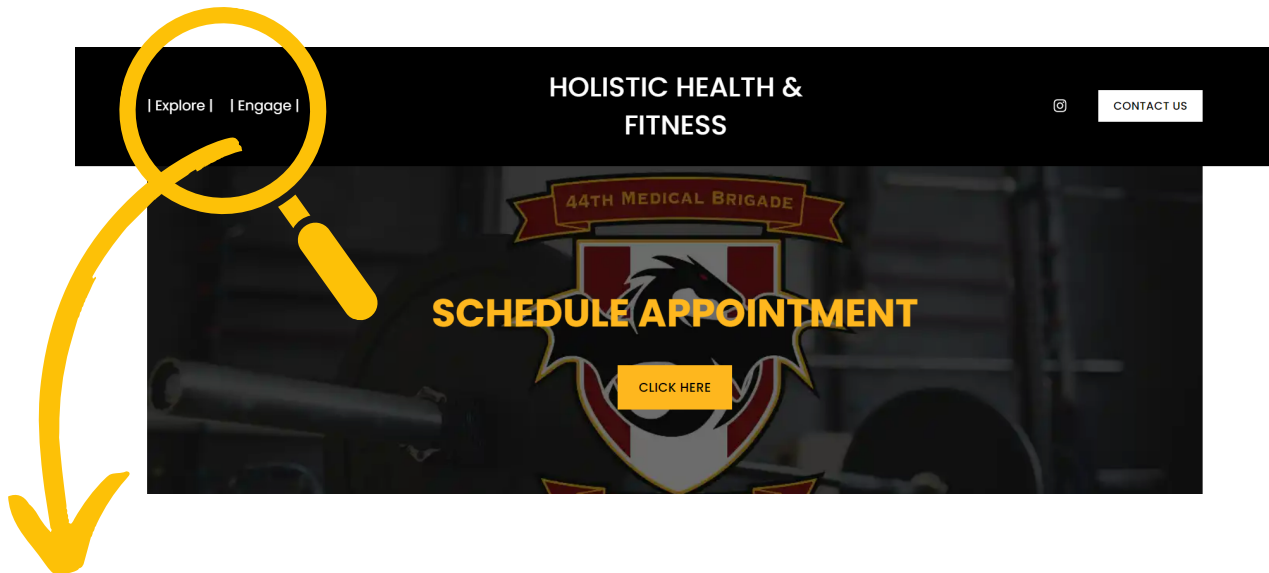 | Explore | | Engage |
HOLISTIC HEALTH &
FITNESS
CONTACT US
44TH MEDICAL BRIGADE
SCHEDULE APPOINTMENT
CLICK HERE